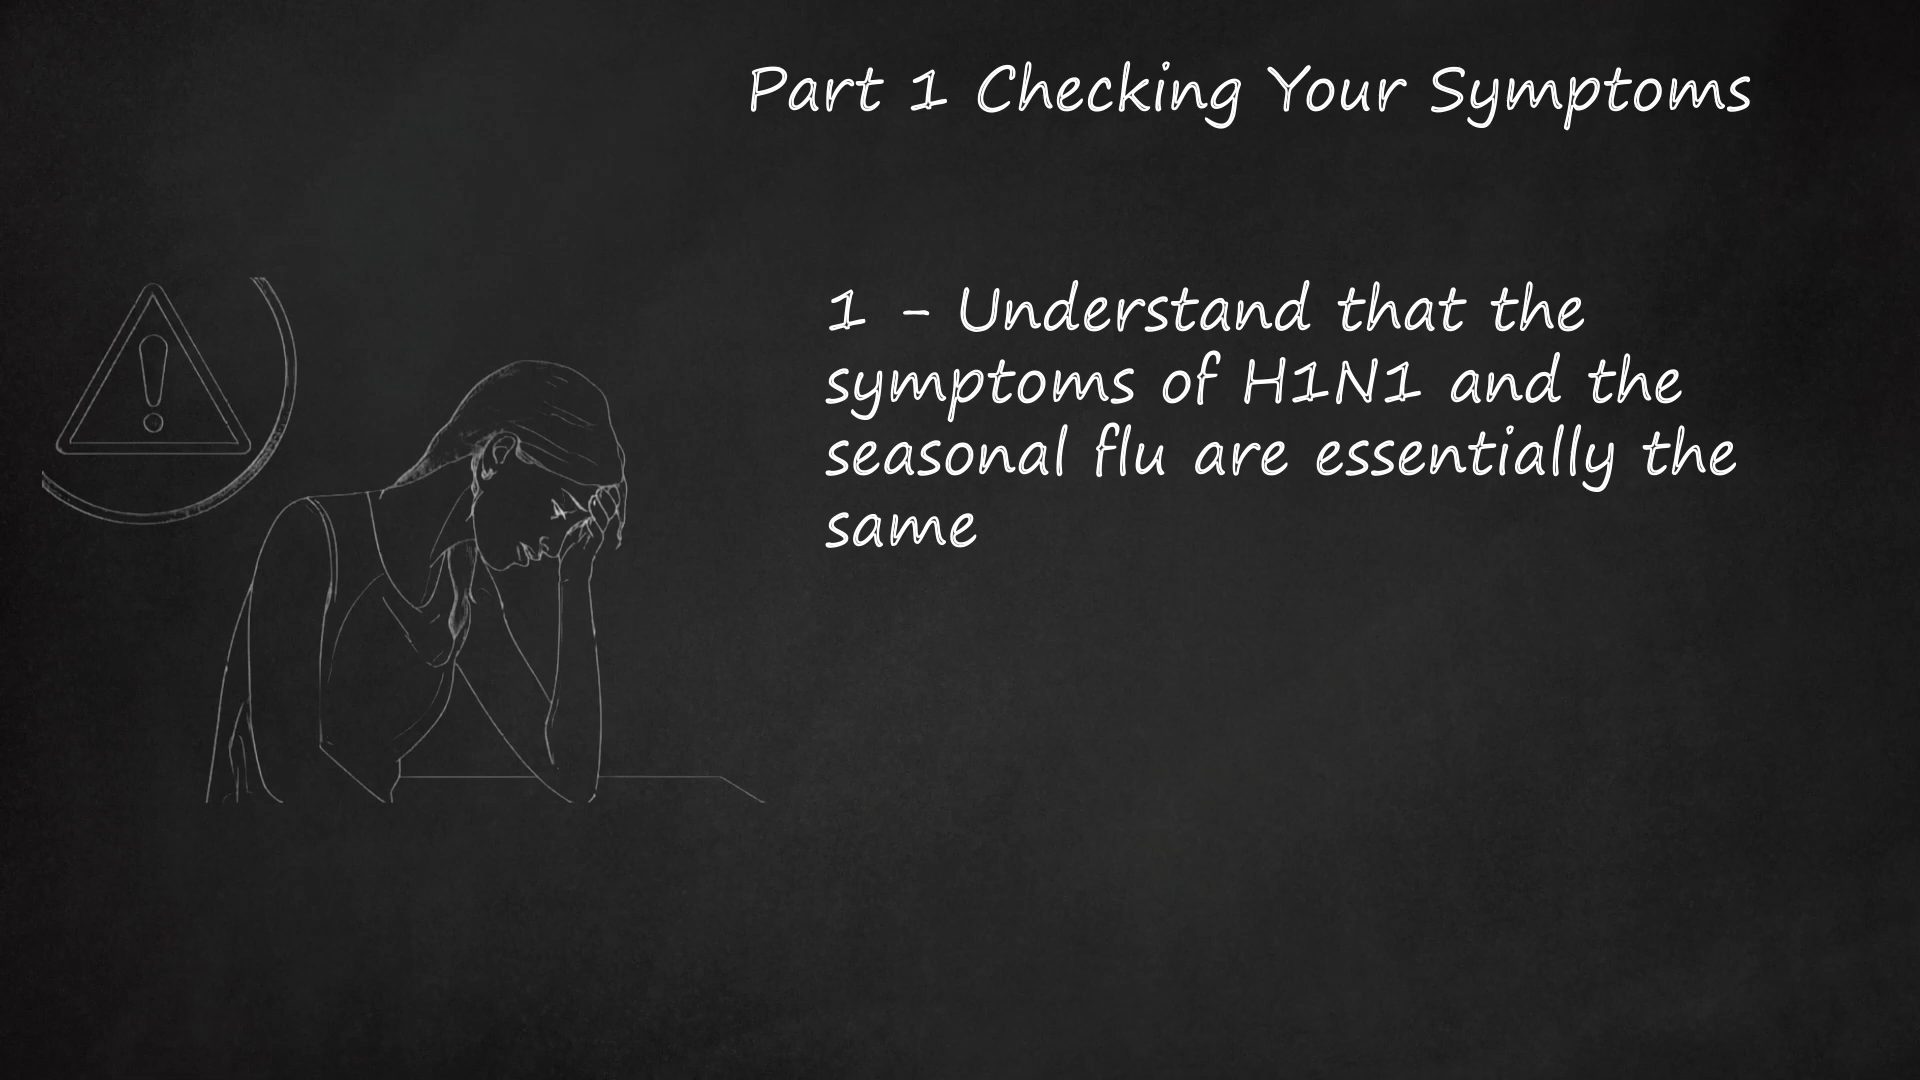 Part 1 Checking Your Symptoms
1 - Understand that the
symptoms of H1N1 and the
seasonal flu are essentially the
same